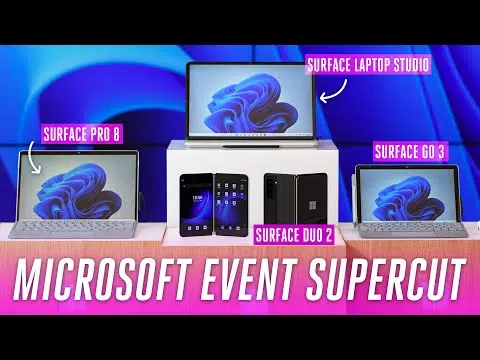 SURFACE LAPTOP STUDIO
SURFACE PRO 8
SURFACE GO 3
SURFACE DUO 2
MICROSOFT EVENT SUPERCUT